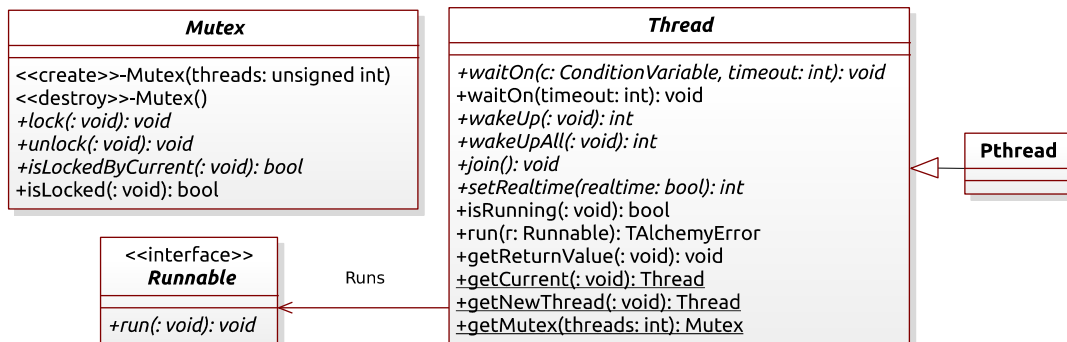 Mutex
<<create>>-Mutex(threads: unsigned int)
<<destroy>>-Mutex()
+lock(: void): void
+unlock(: void): void
+isLockedByCurrent(: void): bool
+isLocked(: void): bool
Thread
+waitOn(c: ConditionVariable, timeout: int): void
+waitOn(timeout: int): void
+wakeUp(: void): int
+wakeUpAll(: void): int
+join(): void
+setRealtime(realtime: bool): int
+isRunning(: void): bool
+run(r: Runnable): TAlchemyError
+getReturnValue(: void): void
+getCurrent(: void): Thread
+getNewThread(: void): Thread
+getMutex(threads: int): Mutex
Pthread
<<interface>>
Runnable
+run(: void): void
Runs